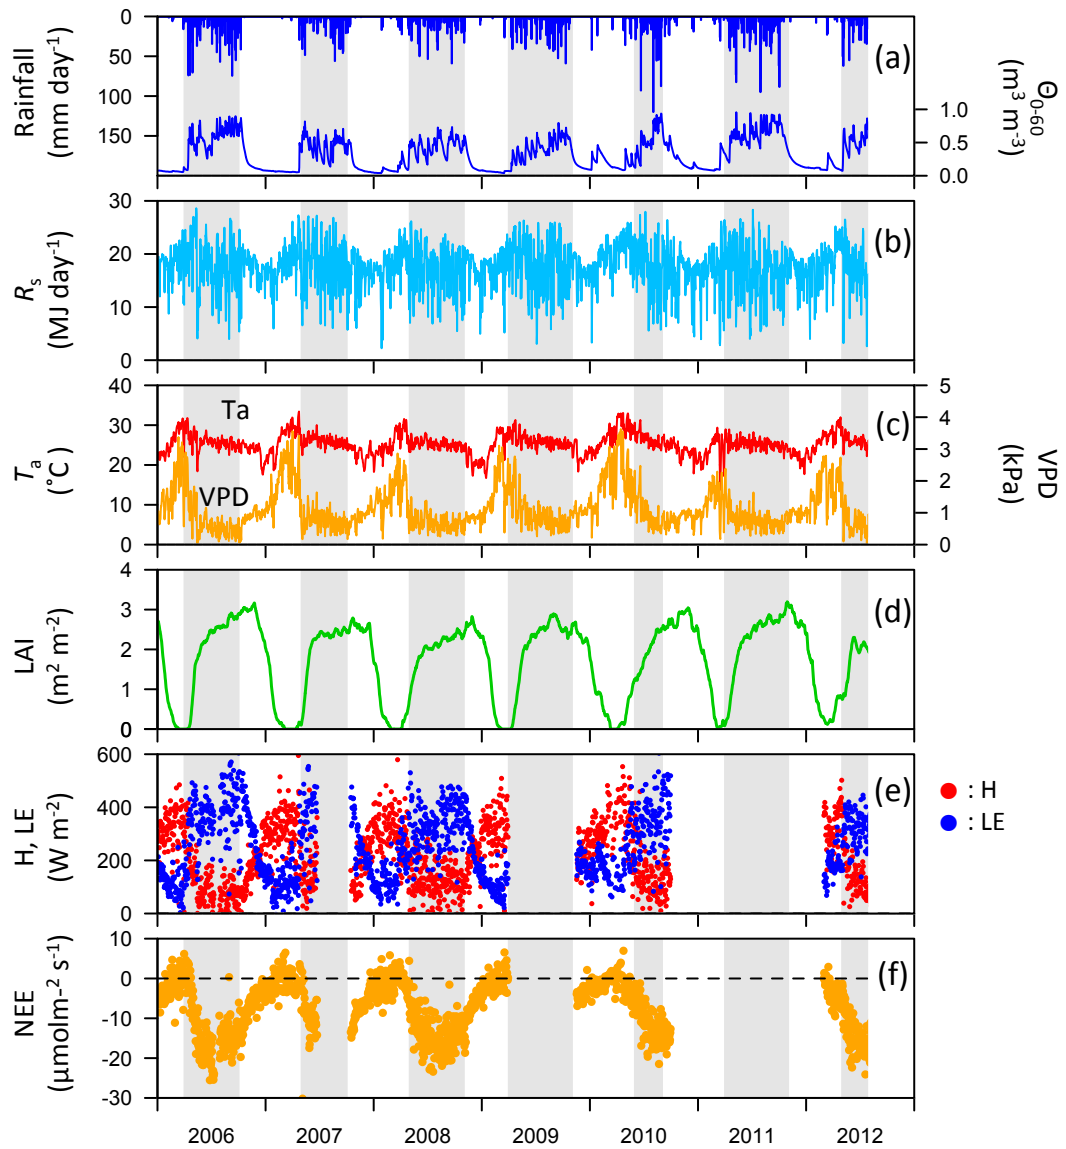 0
50
100
150
Rainfall
(mm day-1)
(a)
1.0
0.5
0.0
Θ0-60
(m3 m-3)
30
20
10
0
Rs
(MJ day-1)
(b)
40
30
20
10
0
Ta
(°C )
Ta
VPD
(c)
5
4
3
2
1
0
VPD
(kPa)
4
3
2
1
0
LAI
(m2 m-2)
(d)
600
400
200
0
H, LE
(W m-2)
(e)
: H
: LE
10
0
-10
-20
-30
NEE
(μmolm-2 s-1)
(f)
2006 2007 2008 2009 2010 2011 2012